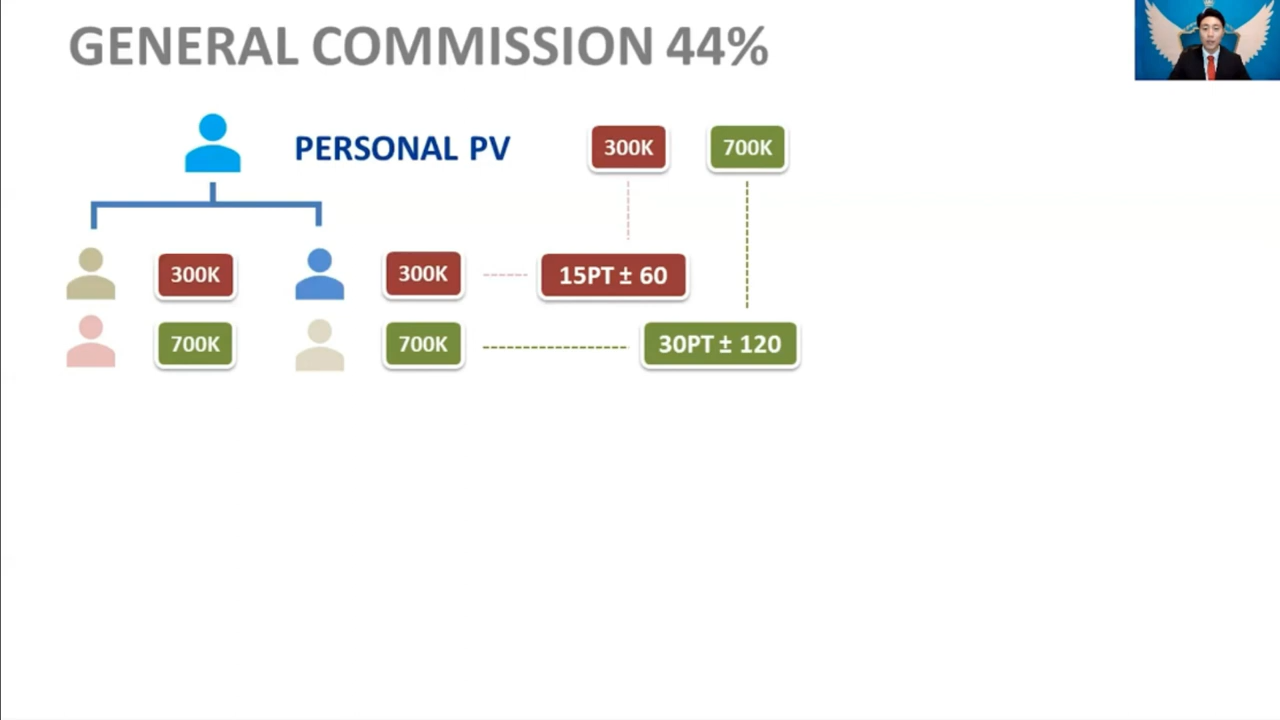 GENERAL COMMISSION 44%
PERSONAL PV 300K 700K
300K 300K 15PT ± 60
700K 700K 30PT ± 120